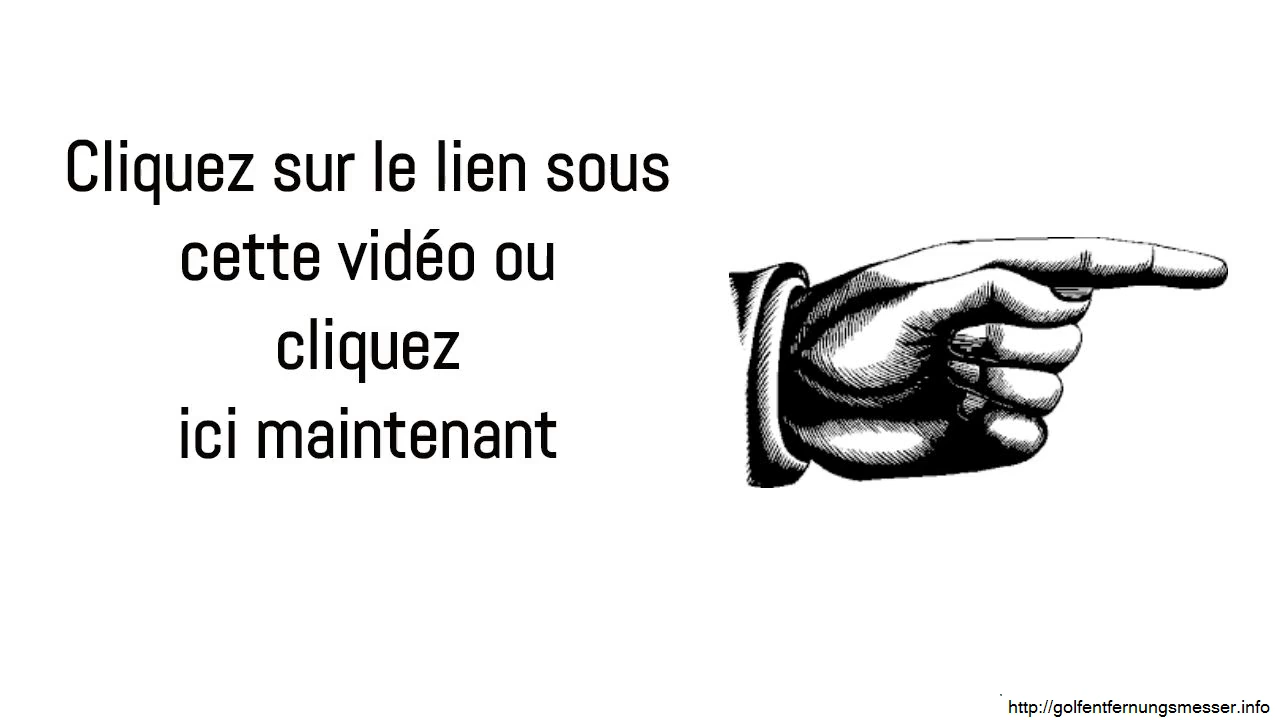 Cliquez sur le lien sous
cette vidéo ou
cliquez
ici maintenant
http://golfentfernungsmesser.info